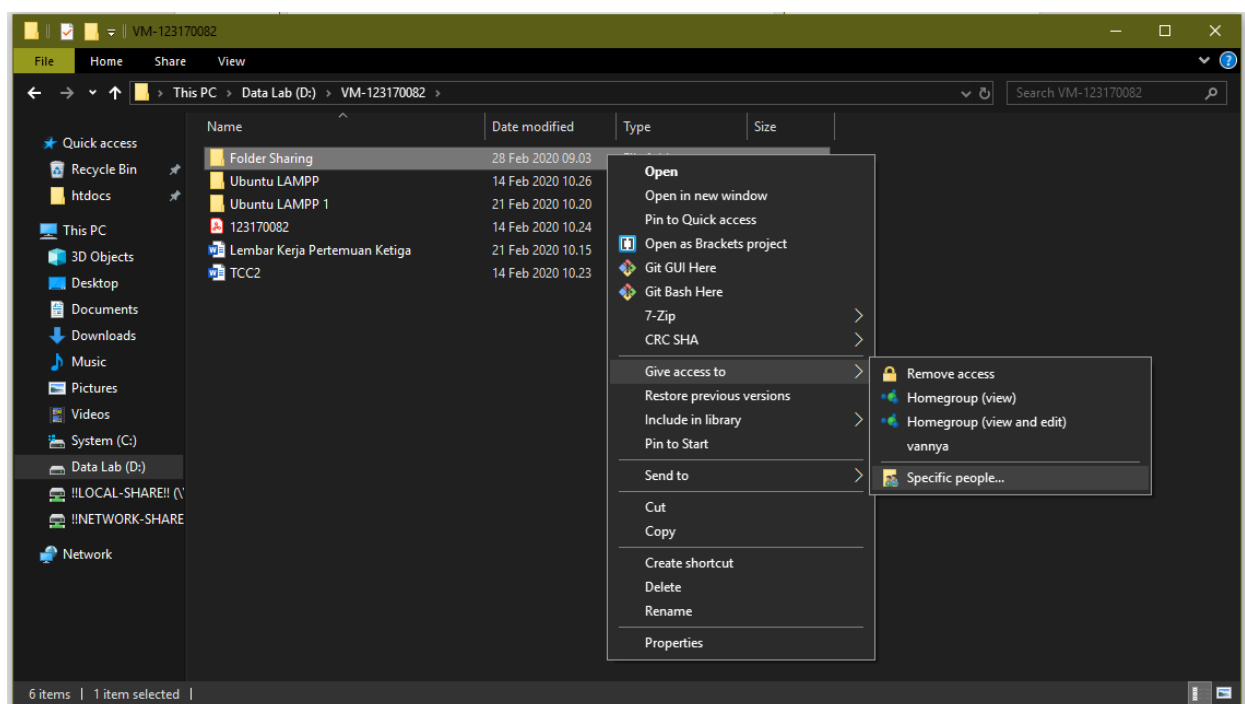 VM-123170082
File Home Share View
This PC > Data Lab (D:) > VM-123170082 >
Search VM-123170082
Name Date modified Type Size
Quick access
Recycle Bin
htdocs
This PC
3D Objects
Desktop
Documents
Downloads
Music
Pictures
Videos
System (C:)
Data Lab (D:)
!!LOCAL-SHARE!! (\
!!NETWORK-SHARE
Network
Folder Sharing 28 Feb 2020 09.03
Ubuntu LAMPP 14 Feb 2020 10.26
Ubuntu LAMPP 1 21 Feb 2020 10.20
123170082 14 Feb 2020 10.24
Lembar Kerja Pertemuan Ketiga 21 Feb 2020 10.15
TCC2 14 Feb 2020 10.23
Open
Open in new window
Pin to Quick access
Open as Brackets project
Git GUI Here
Git Bash Here
7-Zip
CRC SHA
Give access to
Restore previous versions
Include in library
Pin to Start
Send to
Cut
Copy
Create shortcut
Delete
Rename
Properties
Remove access
Homegroup (view)
Homegroup (view and edit)
vannya
Specific people...
6 items 1 item selected